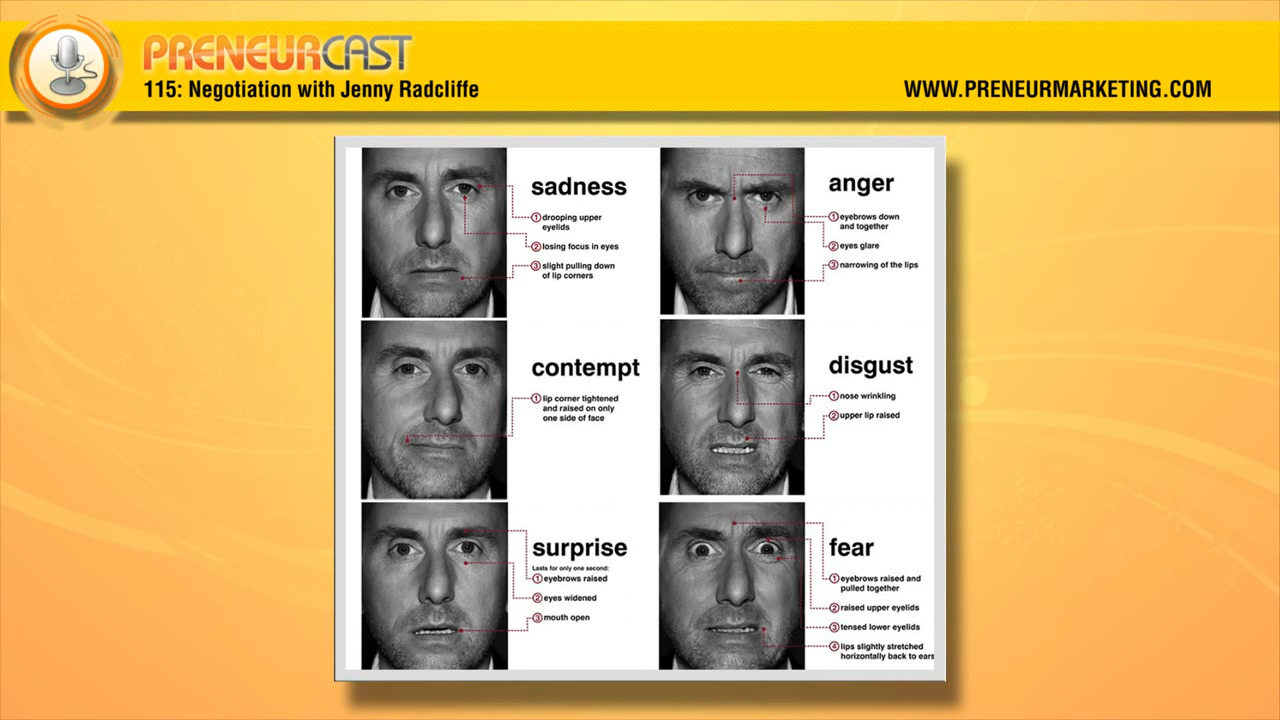 PRENEURCAST
115: Negotiation with Jenny Radcliffe
WWW.PRENEURMARKETING.COM
sadness
1 drooping upper
eyelids
2 losing focus in eyes
3 slight pulling down
of lip corners
anger
1 eyebrows down
and together
2 eyes glare
3 narrowing of the lips
contempt
1 lip corner tightened
and raised on only
one side of face
disgust
1 nose wrinkling
2 upper lip raised
surprise
Lasts for only one second:
1 eyebrows raised
2 eyes widened
3 mouth open
fear
1 eyebrows raised and
pulled together
2 raised upper eyelids
3 tensed lower eyelids
4 lips slightly stretched
horizontally back to ears